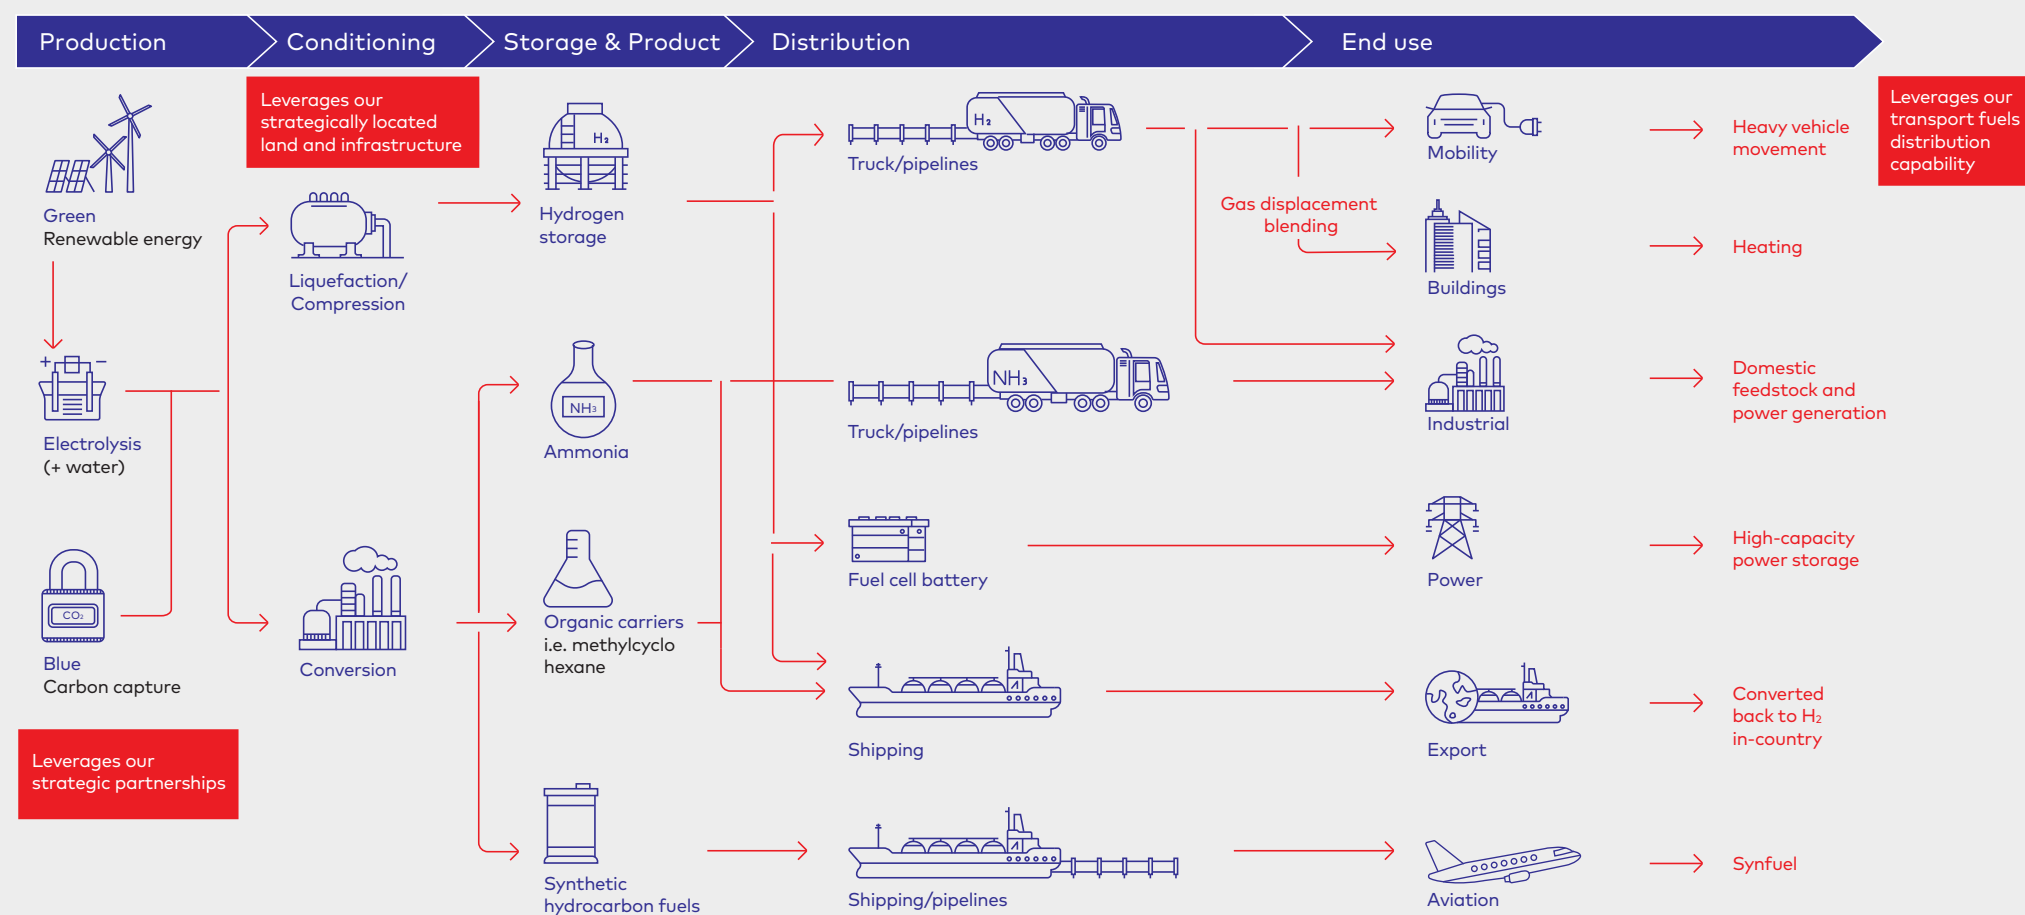 Production
Conditioning
Storage & Product
Distribution
End use
Green
Renewable energy
+ −
Electrolysis
(+ water)
CO₂
Blue
Carbon capture
Leverages our
strategic partnerships
Leverages our
strategically located
land and infrastructure
Liquefaction/
Compression
Conversion
H₂
Hydrogen
storage
NH₃
Ammonia
Organic carriers
i.e. methylcyclo
hexane
Synthetic
hydrocarbon fuels
H₂
Truck/pipelines
NH₃
Truck/pipelines
Fuel cell battery
Shipping
Shipping/pipelines
Gas displacement
blending
Mobility
Buildings
Industrial
Power
Export
Aviation
Heavy vehicle
movement
Heating
Domestic
feedstock and
power generation
High-capacity
power storage
Converted
back to H₂
in-country
Synfuel
Leverages our
transport fuels
distribution
capability